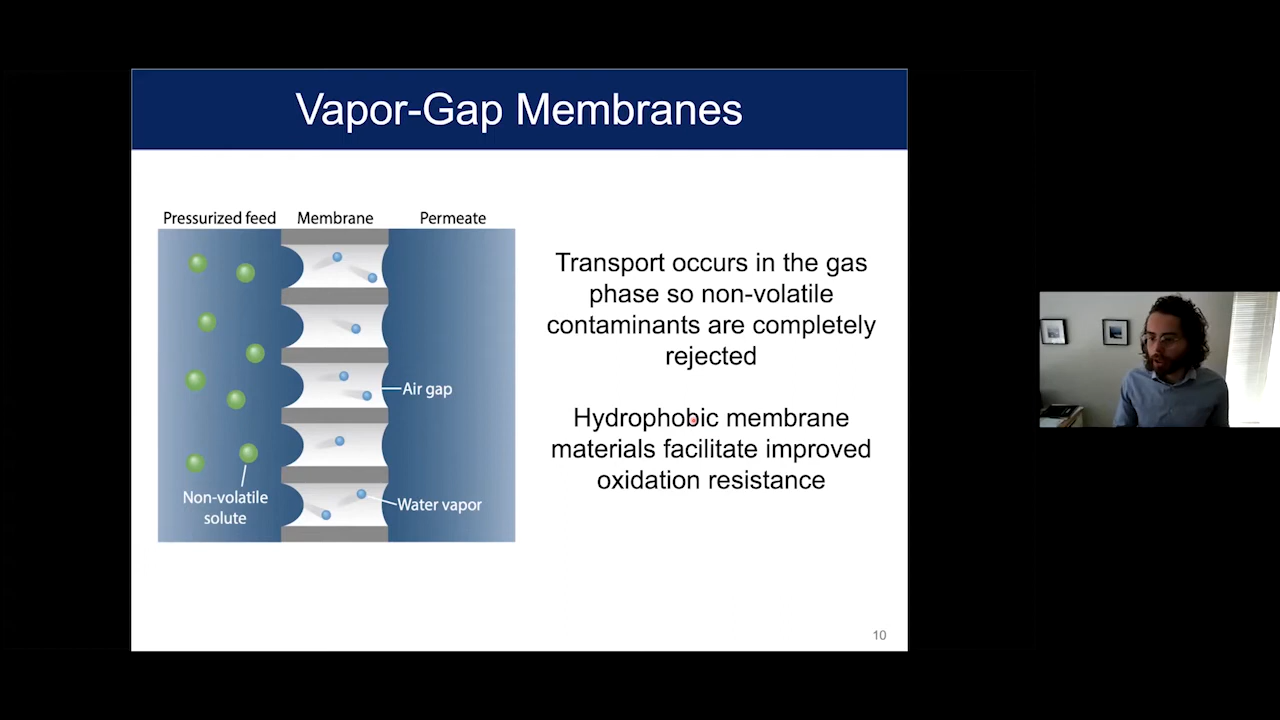 Vapor-Gap Membranes
Pressurized feed
Membrane
Permeate
Air gap
Non-volatile
solute
Water vapor
Transport occurs in the gas
phase so non-volatile
contaminants are completely
rejected
Hydrophobic membrane
materials facilitate improved
oxidation resistance
10